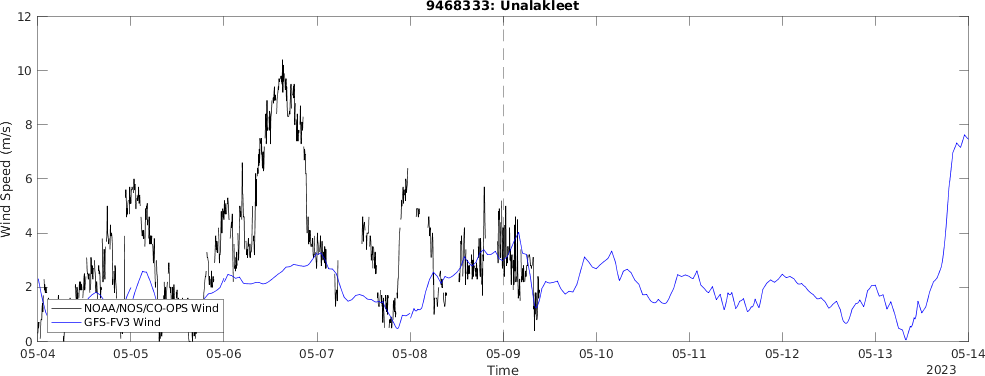 9468333: Unalakleet
12
10
8
6
4
2
0
Wind Speed (m/s)
NOAA/NOS/CO-OPS Wind
GFS-FV3 Wind
05-04 05-05 05-06 05-07 05-08 05-09 05-10 05-11 05-12 05-13 05-14
Time
2023